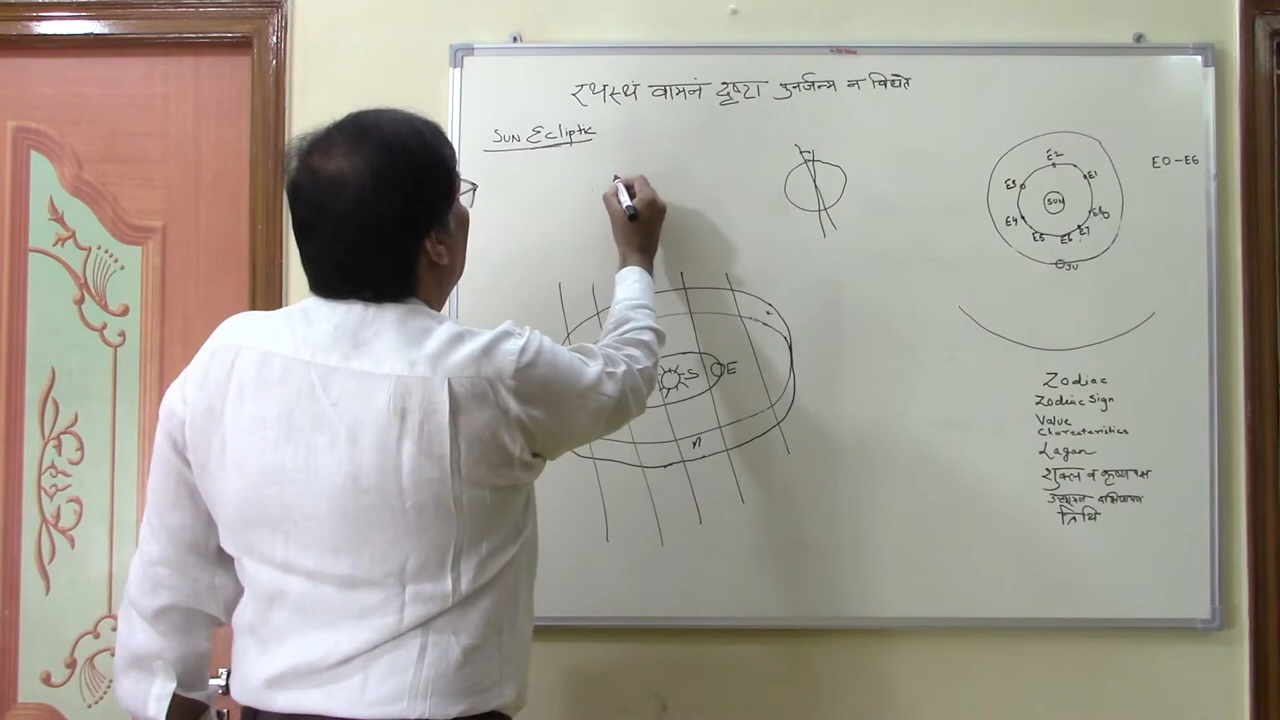 रथस्थं वामनं दृष्टा पुनर्जन्म न विद्यते
SUN Ecliptic
E2
E3 E1
SUN
E4 E0
E5 E6 E7
JU
E0-E6
S E
n
Zodiac
Zodiac Sign
Value
Charecteristics
Lagan
शुक्ल व कृष्ण पक्ष
तिथि